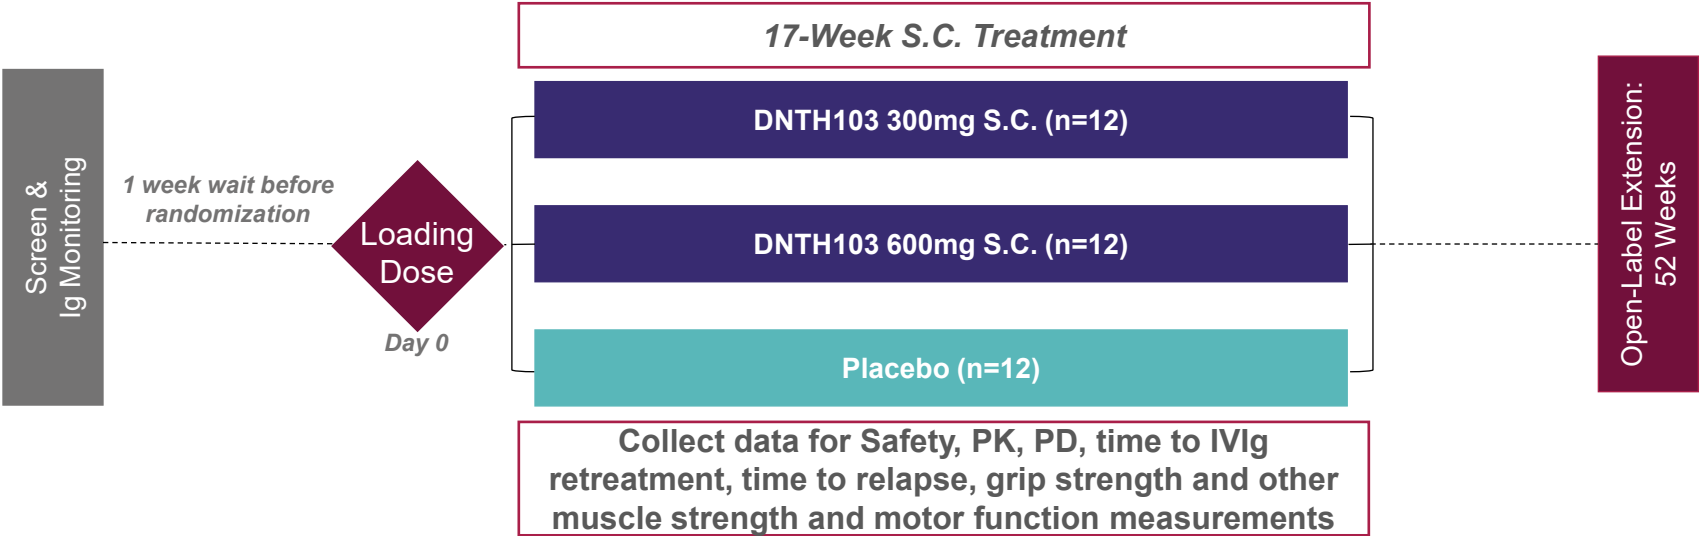 17-Week S.C. Treatment
Screen &
Ig Monitoring
1 week wait before
randomization
Loading
Dose
Day 0
DNTH103 300mg S.C. (n=12)
DNTH103 600mg S.C. (n=12)
Placebo (n=12)
Open-Label Extension:
52 Weeks
Collect data for Safety, PK, PD, time to IVIg
retreatment, time to relapse, grip strength and other
muscle strength and motor function measurements